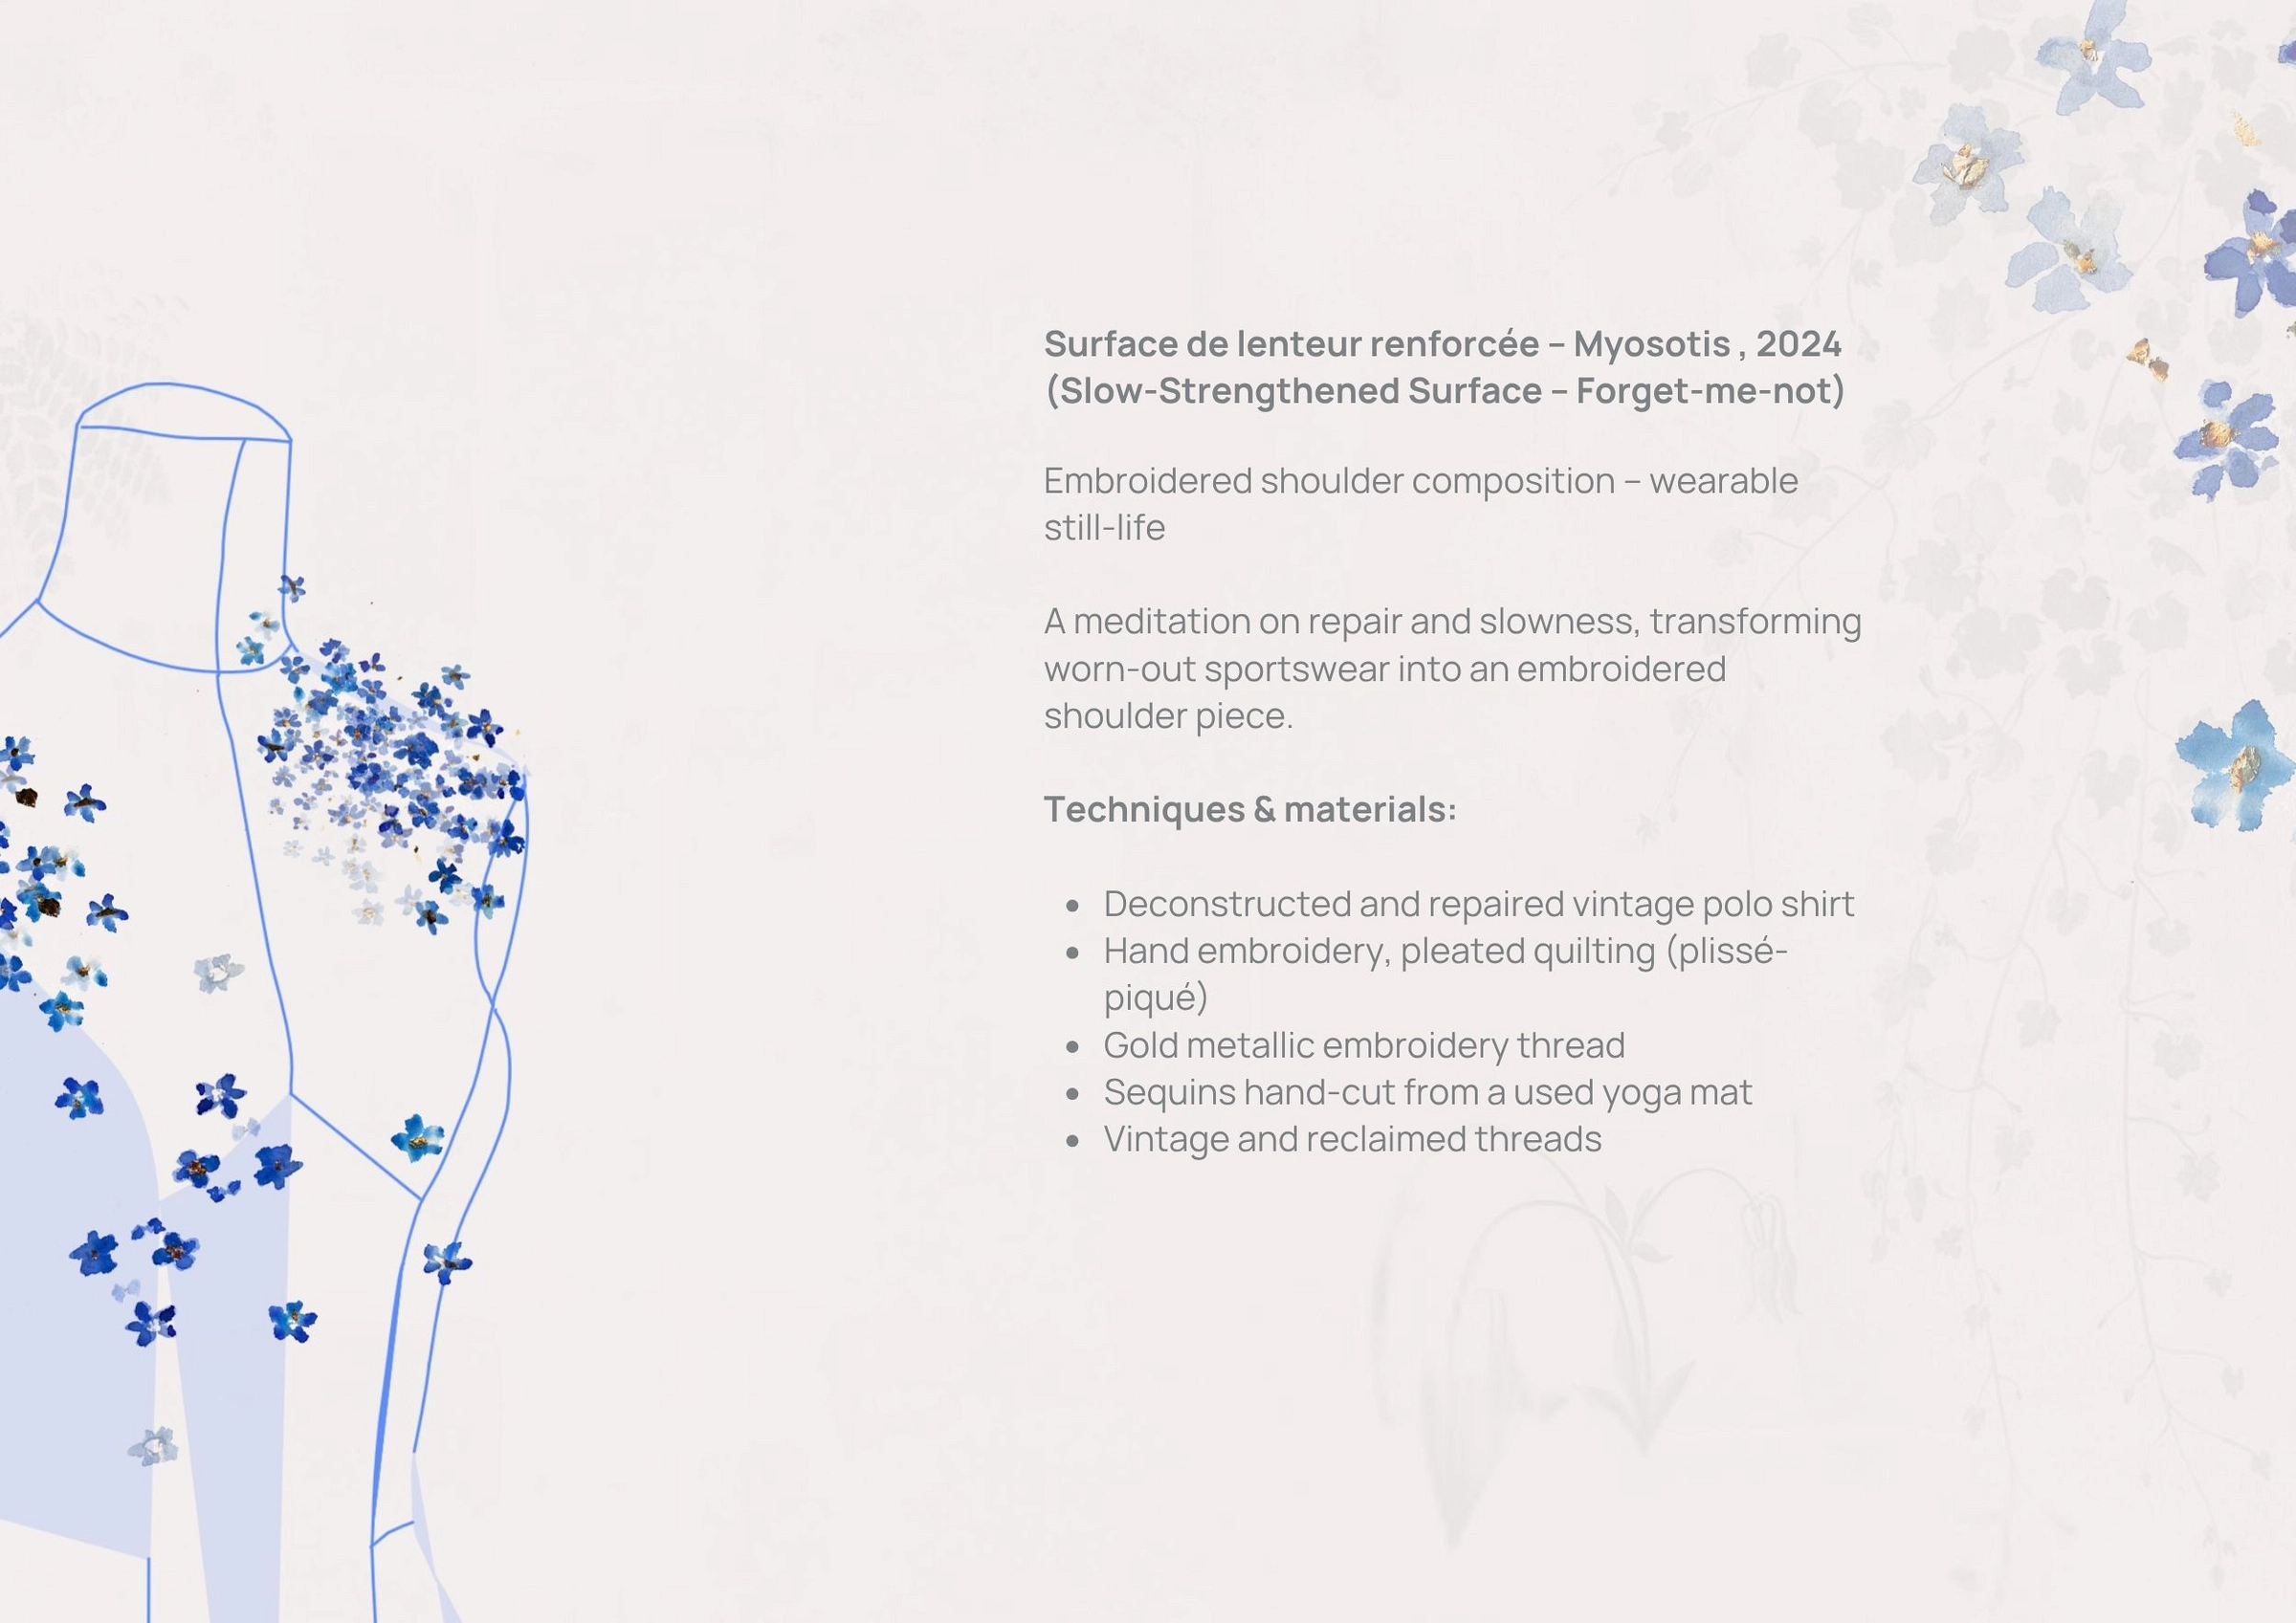 Surface de lenteur renforcée – Myosotis , 2024
(Slow-Strengthened Surface – Forget-me-not)
Embroidered shoulder composition – wearable
still-life
A meditation on repair and slowness, transforming
worn-out sportswear into an embroidered
shoulder piece.
Techniques & materials:
• Deconstructed and repaired vintage polo shirt
• Hand embroidery, pleated quilting (plissé-
piqué)
• Gold metallic embroidery thread
• Sequins hand-cut from a used yoga mat
• Vintage and reclaimed threads